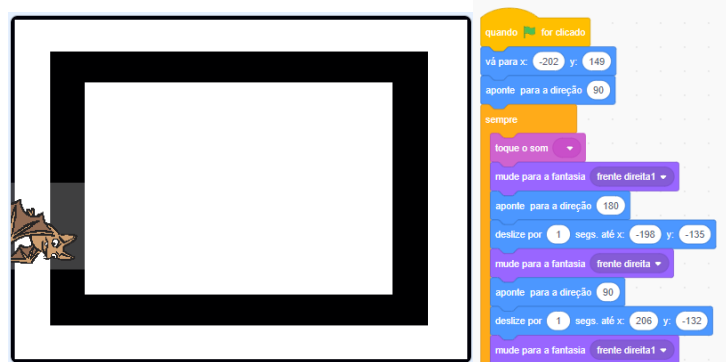 quando for clicado
vá para x: -202 y: 149
aponte para a direção 90
sempre
toque o som
mude para a fantasia frente direita1
aponte para a direção 180
deslize por 1 segs. até x: -198 y: -135
mude para a fantasia frente direita
aponte para a direção 90
deslize por 1 segs. até x: 206 y: -132
mude para a fantasia frente direita1